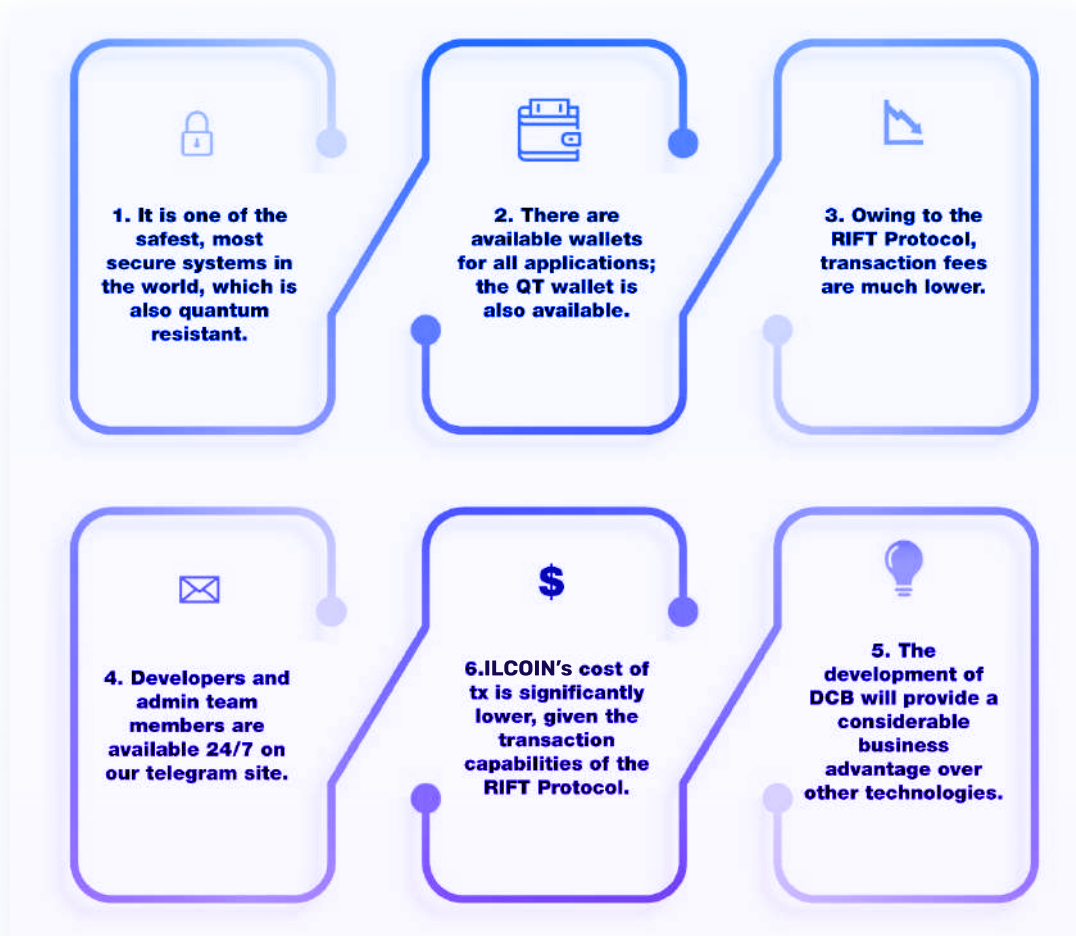 1. It is one of the
safest, most
secure systems in
the world, which is
also quantum
resistant.
2. There are
available wallets
for all applications;
the QT wallet is
also available.
3. Owing to the
RIFT Protocol,
transaction fees
are much lower.
4. Developers and
admin team
members are
available 24/7 on
our telegram site.
$
6.ILCOIN's cost of
tx is significantly
lower, given the
transaction
capabilities of the
RIFT Protocol.
5. The
development of
DCB will provide a
considerable
business
advantage over
other technologies.